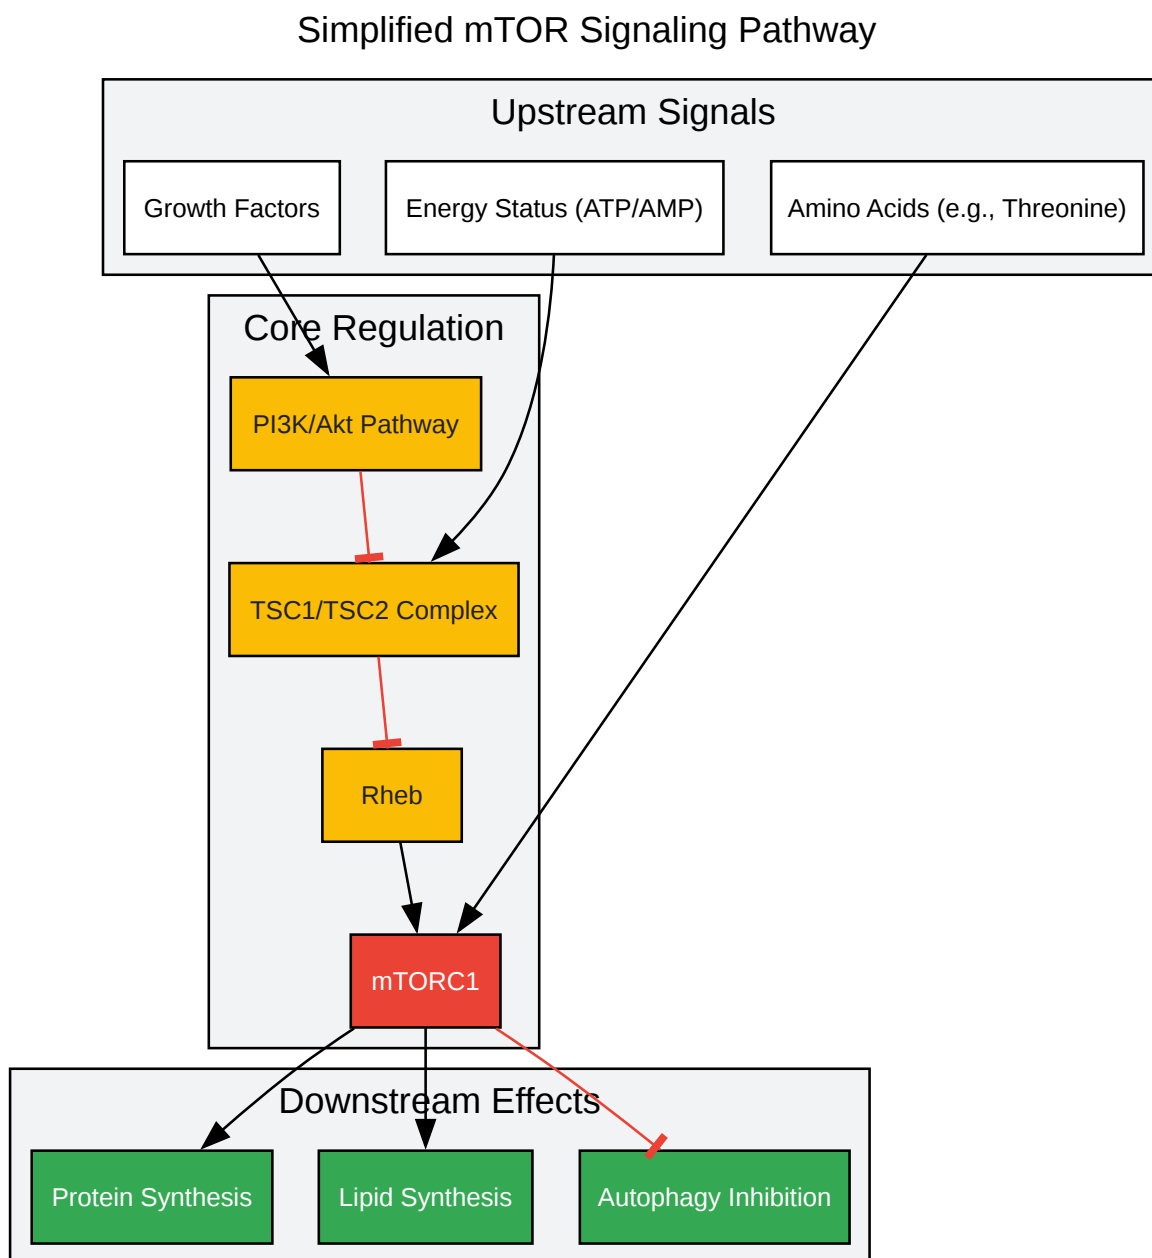 Simplified mTOR Signaling Pathway
Upstream Signals
Growth Factors
Energy Status (ATP/AMP)
Amino Acids (e.g., Threonine)
Core Regulation
PI3K/Akt Pathway
TSC1/TSC2 Complex
Rheb
mTORC1
Downstream Effects
Protein Synthesis
Lipid Synthesis
Autophagy Inhibition